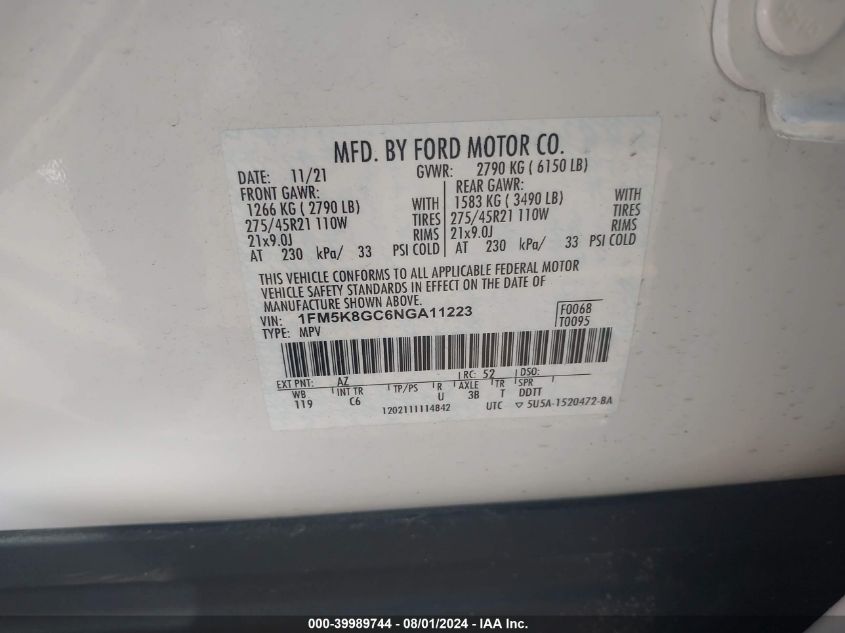 MFD. BY FORD MOTOR CO.
DATE: 11/21 GVWR: 2790 KG ( 6150 LB)
FRONT GAWR: REAR GAWR:
1266 KG ( 2790 LB) WITH 1583 KG ( 3490 LB) WITH
275/45R21 110W TIRES 275/45R21 110W TIRES
21x9.0J RIMS 21x9.0J RIMS
AT 230 kPa/ 33 PSI COLD AT 230 kPa/ 33 PSI COLD
THIS VEHICLE CONFORMS TO ALL APPLICABLE FEDERAL MOTOR
VEHICLE SAFETY STANDARDS IN EFFECT ON THE DATE OF
MANUFACTURE SHOWN ABOVE.
VIN: 1FM5K8GC6NGA11223 F0068
TYPE: MPV T0095
EXT PNT: AZ RC: 52 DSO:
WB INT TR TP/PS R AXLE TR SPR
119 C6 U 3B T DDTT
1202111114842 UTC ▽ 5U5A-1520472-BA
000-39989744 - 08/01/2024 - IAA Inc.